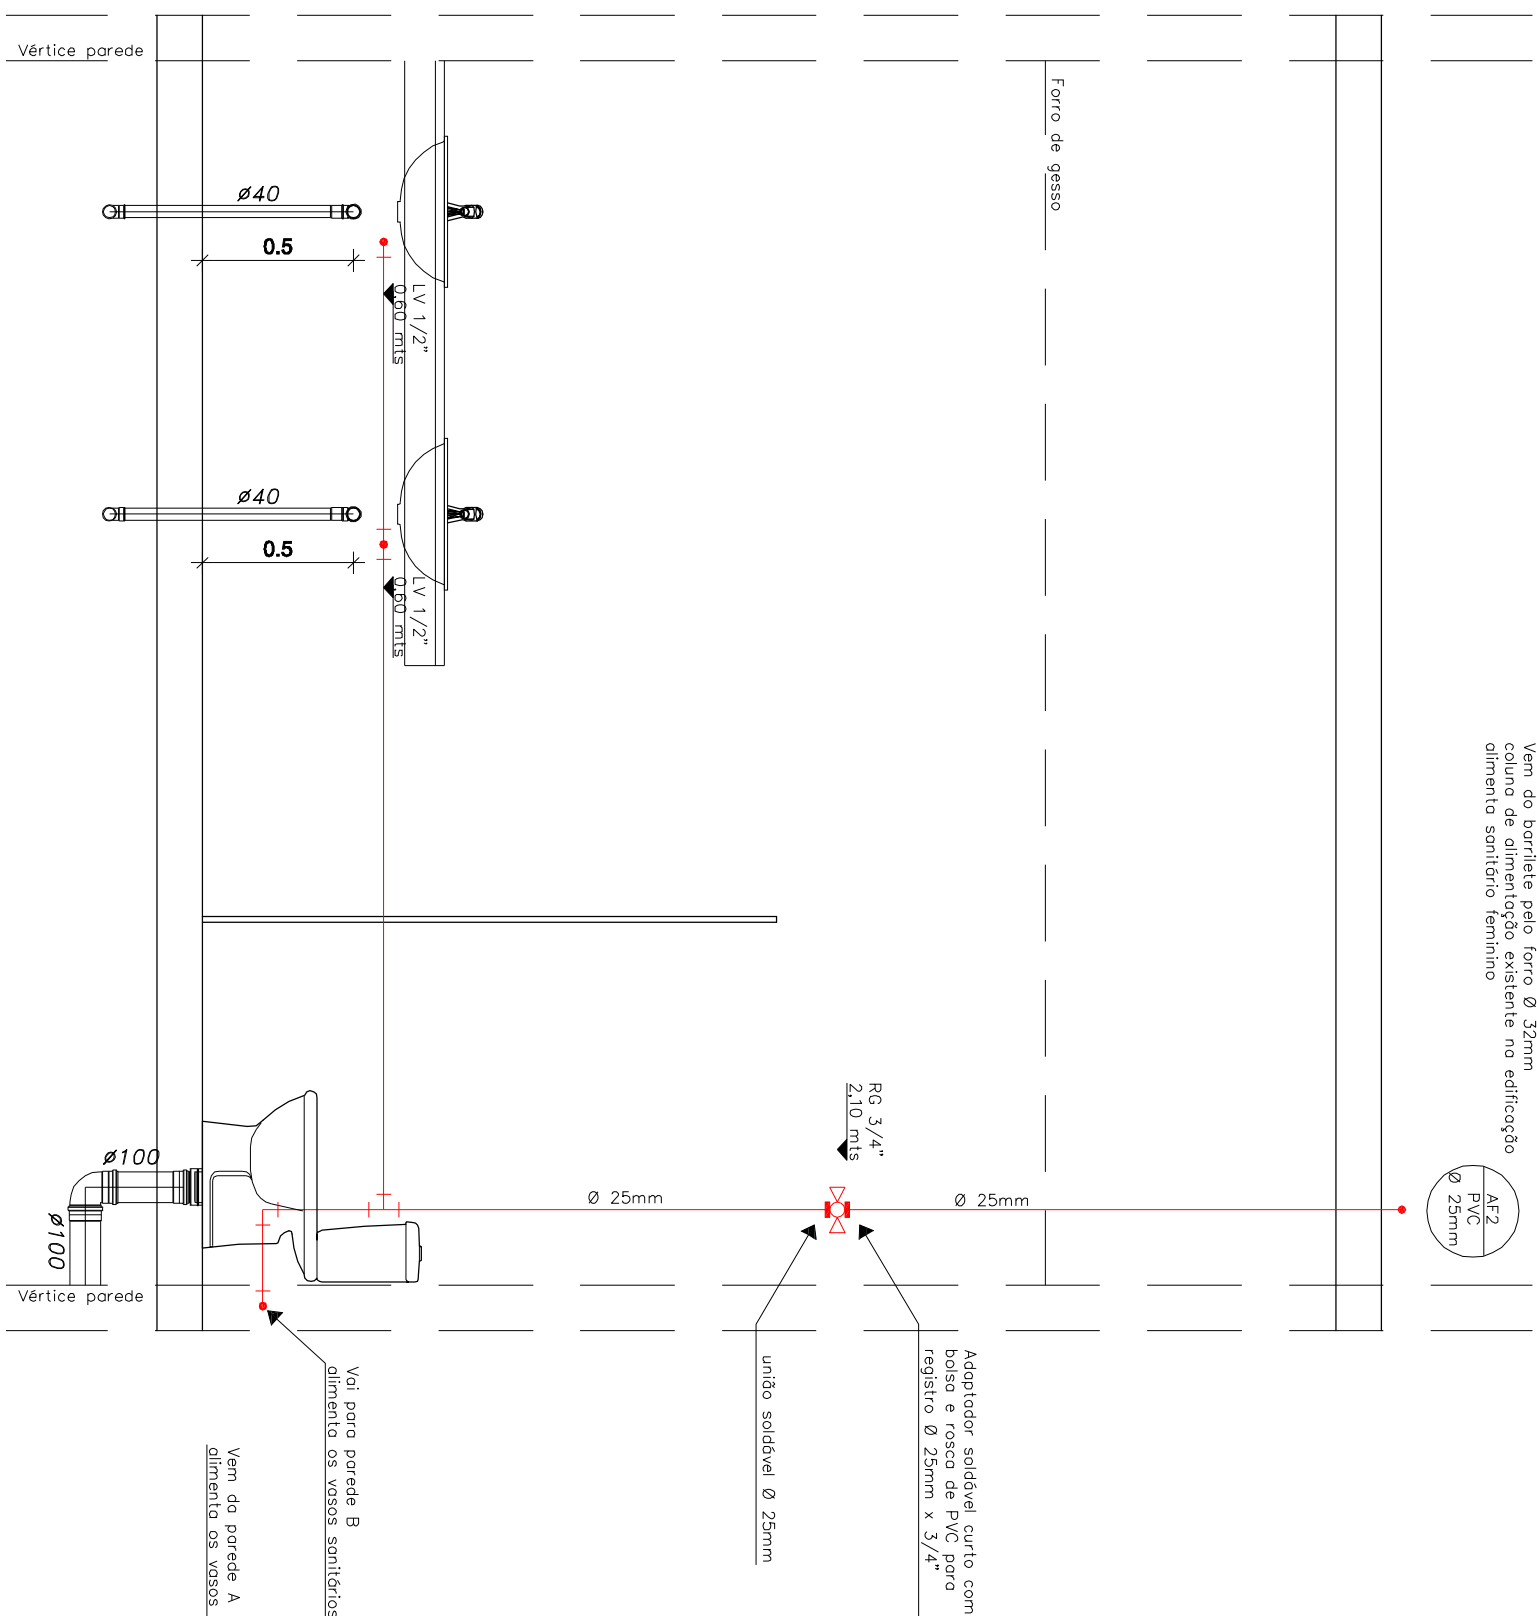 Vértice parede
Forro de gesso
ø40
0.5
LV 1/2"
0,60 mts
ø40
0.5
LV 1/2"
0,60 mts
Vem do barrilete pelo forro Ø 32mm
coluna de alimentação existente na edificação
alimenta sanitário feminino
RG 3/4"
2,10 mts
AF2
PVC
Ø 25mm
Ø 25mm
Ø 25mm
ø100
ø100
Vértice parede
Adaptador soldável curto com
bolsa e rosca de PVC para
registro Ø 25mm x 3/4"
união soldável Ø 25mm
Vai para parede B
alimenta os vasos sanitários
Vem da parede A
alimenta os vasos